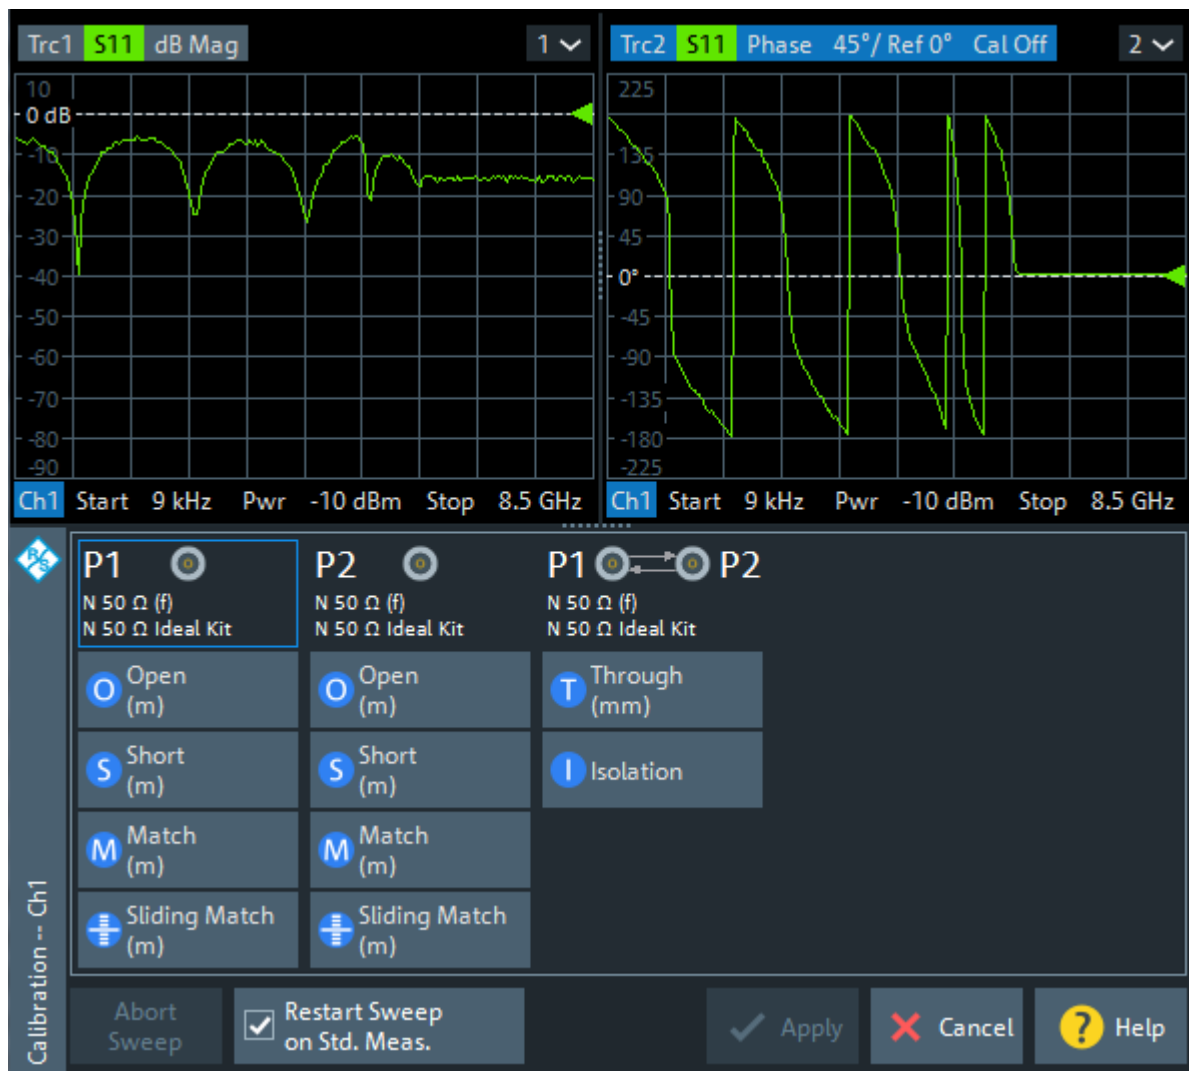 Trc1 S11 dB Mag 1
Trc2 S11 Phase 45°/ Ref 0° Cal Off 2
10
0 dB
-10
-20
-30
-40
-50
-60
-70
-80
-90
225
135
90
45
0°
-45
-90
-135
-180
-225
Ch1 Start 9 kHz Pwr -10 dBm Stop 8.5 GHz
Ch1 Start 9 kHz Pwr -10 dBm Stop 8.5 GHz
R/S
Calibration -- Ch1
P1
N 50 Ω (f)
N 50 Ω Ideal Kit
O Open
(m)
S Short
(m)
M Match
(m)
Sliding Match
(m)
P2
N 50 Ω (f)
N 50 Ω Ideal Kit
O Open
(m)
S Short
(m)
M Match
(m)
Sliding Match
(m)
P1 P2
N 50 Ω (f)
N 50 Ω Ideal Kit
T Through
(mm)
I Isolation
Abort
Sweep
Restart Sweep
on Std. Meas.
Apply
Cancel
? Help